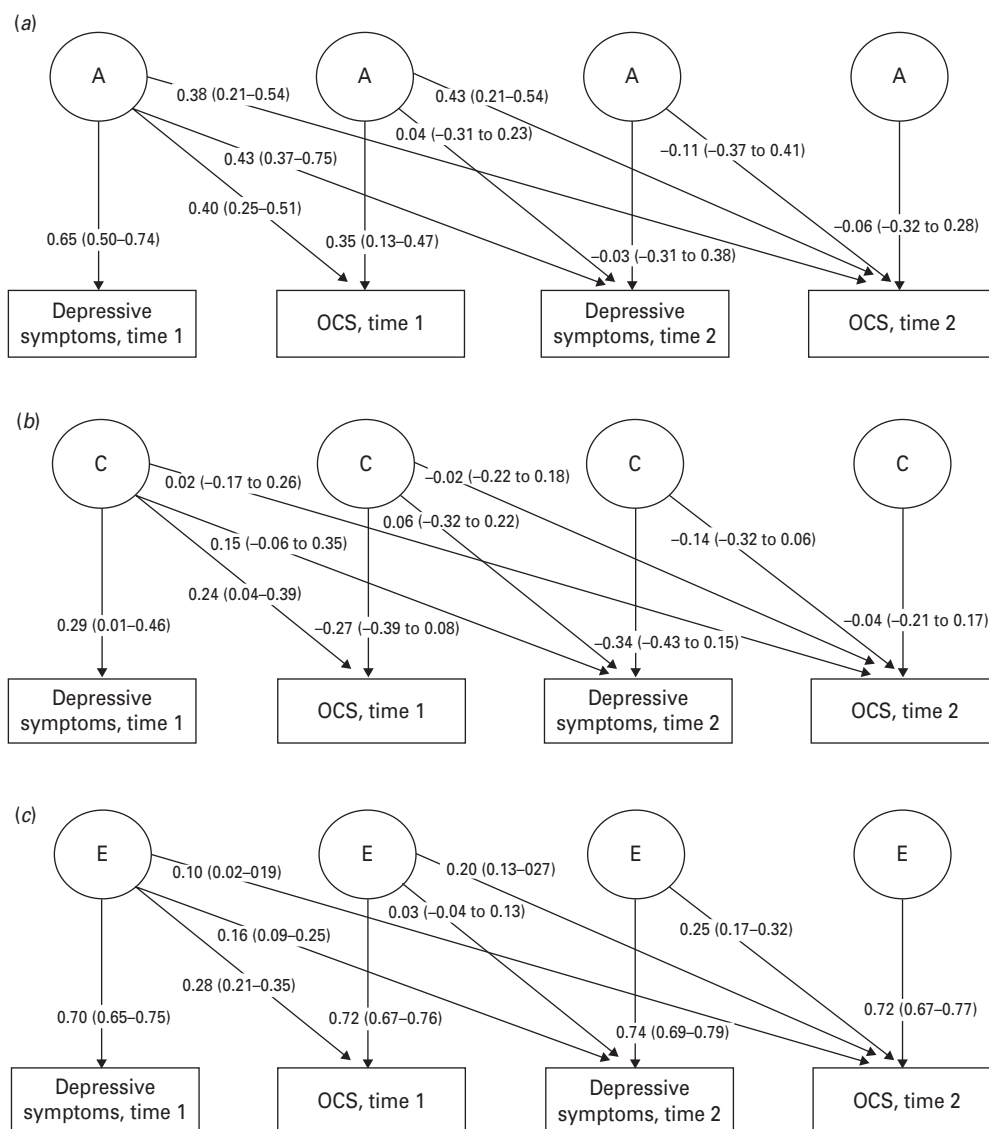 (a)
A
A
A
A
0.38 (0.21–0.54)
0.43 (0.21–0.54)
0.04 (–0.31 to 0.23)
0.43 (0.37–0.75)
–0.11 (–0.37 to 0.41)
0.40 (0.25–0.51)
0.65 (0.50–0.74)
0.35 (0.13–0.47)
–0.03 (–0.31 to 0.38)
–0.06 (–0.32 to 0.28)
Depressive
symptoms, time 1
OCS, time 1
Depressive
symptoms, time 2
OCS, time 2
(b)
C
C
C
C
0.02 (–0.17 to 0.26)
–0.02 (–0.22 to 0.18)
0.06 (–0.32 to 0.22)
0.15 (–0.06 to 0.35)
–0.14 (–0.32 to 0.06)
0.24 (0.04–0.39)
0.29 (0.01–0.46)
–0.27 (–0.39 to 0.08)
–0.34 (–0.43 to 0.15)
–0.04 (–0.21 to 0.17)
Depressive
symptoms, time 1
OCS, time 1
Depressive
symptoms, time 2
OCS, time 2
(c)
E
E
E
E
0.10 (0.02–019)
0.20 (0.13–027)
0.03 (–0.04 to 0.13)
0.16 (0.09–0.25)
0.25 (0.17–0.32)
0.28 (0.21–0.35)
0.70 (0.65–0.75)
0.72 (0.67–0.76)
0.74 (0.69–0.79)
0.72 (0.67–0.77)
Depressive
symptoms, time 1
OCS, time 1
Depressive
symptoms, time 2
OCS, time 2